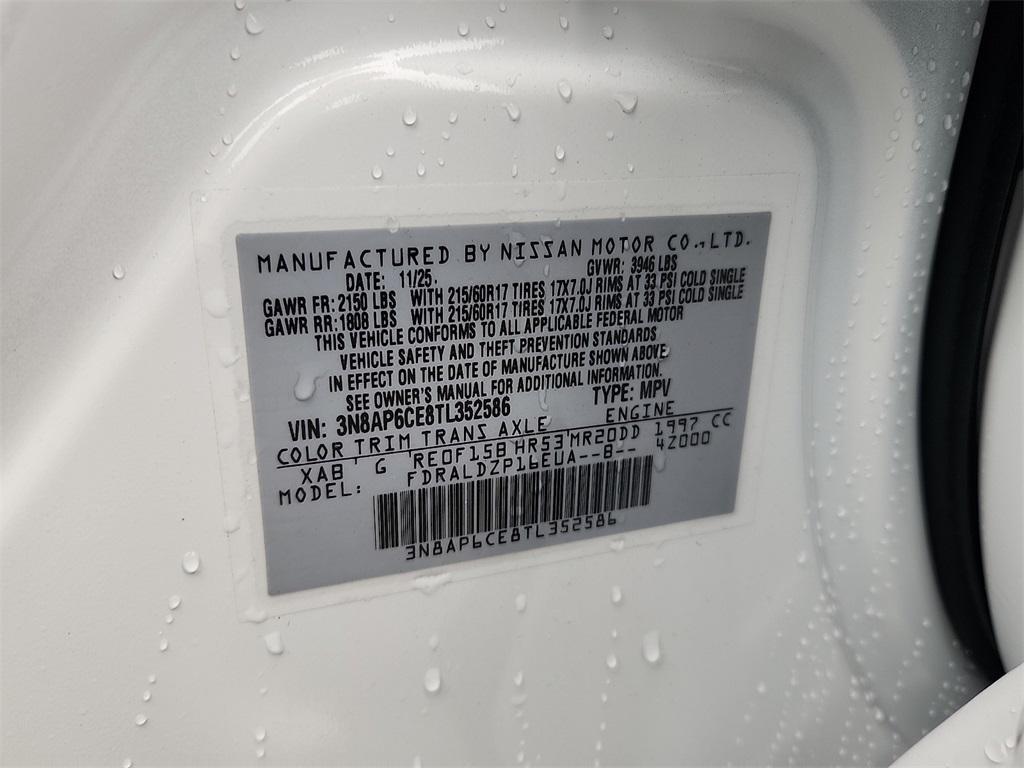 MANUFACTURED BY NISSAN MOTOR CO., LTD.
DATE: 11/25. GVWR: 3946 LBS
GAWR FR: 2150 LBS WITH 215/60R17 TIRES 17X7.0J RIMS AT 33 PSI COLD SINGLE
GAWR RR: 1808 LBS WITH 215/60R17 TIRES 17X7.0J RIMS AT 33 PSI COLD SINGLE
THIS VEHICLE CONFORMS TO ALL APPLICABLE FEDERAL MOTOR
VEHICLE SAFETY AND THEFT PREVENTION STANDARDS
IN EFFECT ON THE DATE OF MANUFACTURE SHOWN ABOVE.
SEE OWNER'S MANUAL FOR ADDITIONAL INFORMATION.
VIN: 3N8AP6CE8TL352586 TYPE: MPV
COLOR TRIM TRANS AXLE ENGINE
XAB G RE0F15B HR53 MR20DD 1997 CC
MODEL: FDRALDZP16EUA--B-- 4Z000
3N8AP6CE8TL352586